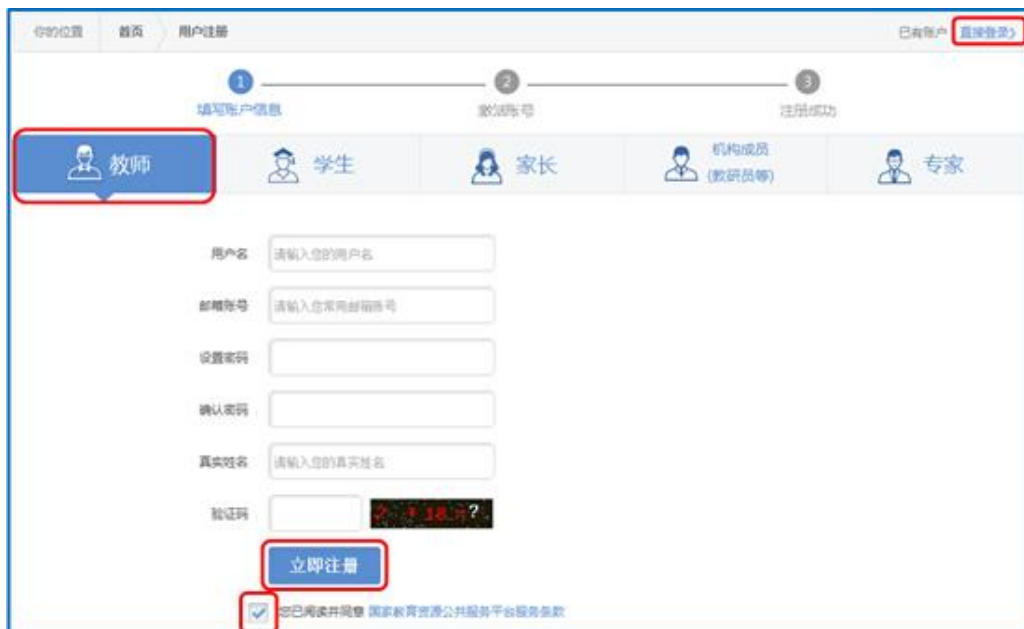 你的位置 首页 用户注册 已有账户 直接登录>
1 2 3
填写账户信息 激活账号 注册成功
教师 学生 家长 机构成员 (教研员等) 专家
用户名 请输入您的用户名
邮箱账号 请输入您常用邮箱账号
设置密码
确认密码
真实姓名 请输入您的真实姓名
验证码 ?
立即注册
您已阅读并同意 国家教育资源公共服务平台服务条款